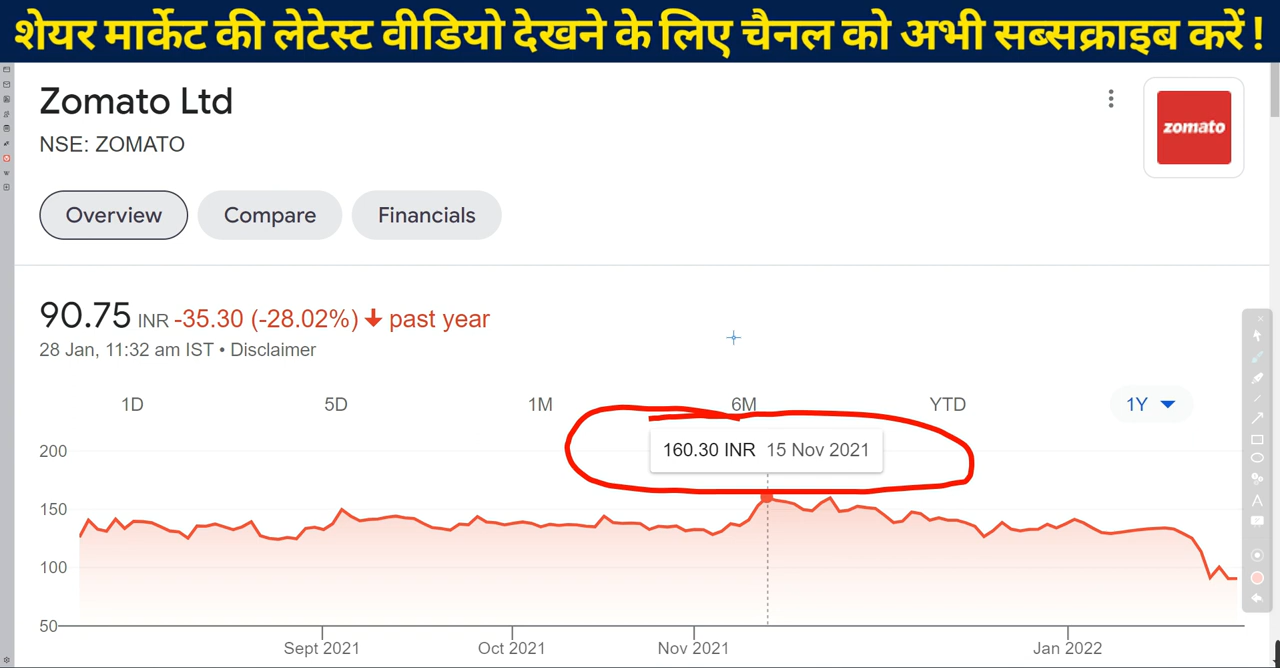 शेयर मार्केट की लेटेस्ट वीडियो देखने के लिए चैनल को अभी सब्सक्राइब करें !
Zomato Ltd
NSE: ZOMATO
zomato
Overview
Compare
Financials
90.75 INR -35.30 (-28.02%) past year
28 Jan, 11:32 am IST • Disclaimer
1D 5D 1M 6M YTD 1Y
160.30 INR 15 Nov 2021
200
150
100
50
Sept 2021 Oct 2021 Nov 2021 Jan 2022